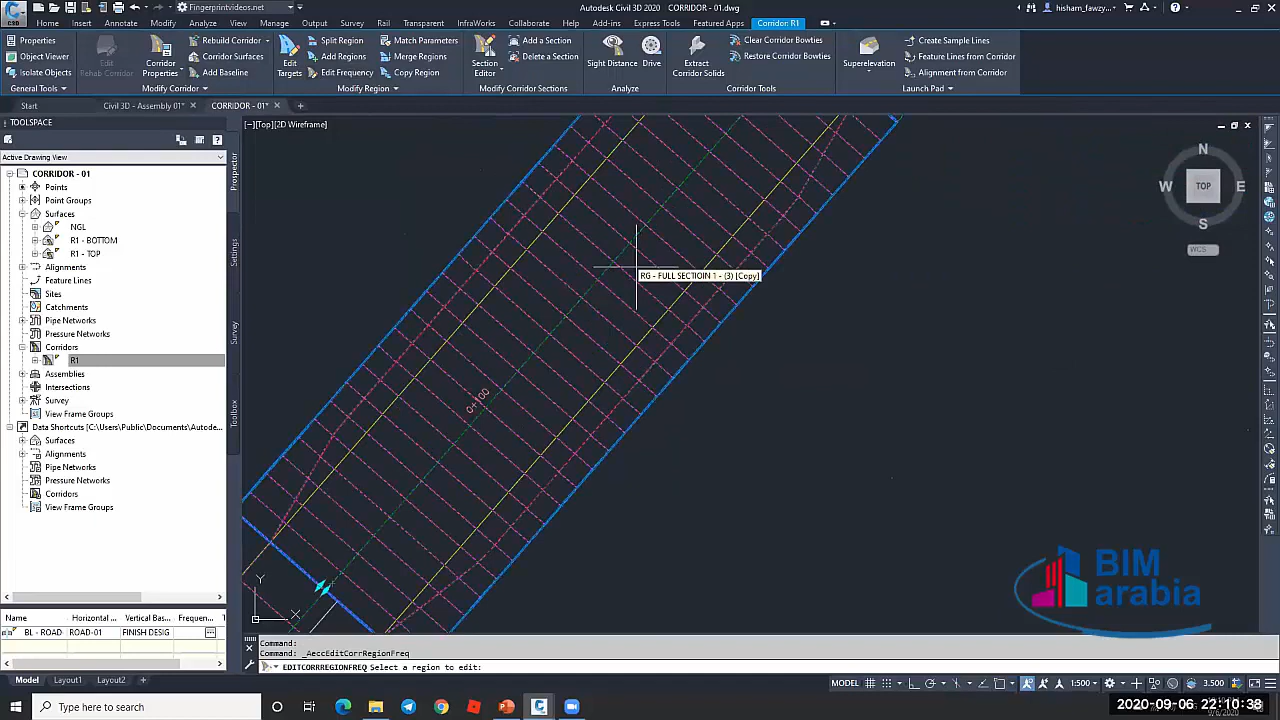 Fingerprintvideos.net
Autodesk Civil 3D 2020 CORRIDOR - 01.dwg
hisham_fawzy...
C3D
Home Insert Annotate Modify Analyze View Manage Output Survey Rail Transparent InfraWorks Collaborate Help Add-ins Express Tools Featured Apps Corridor: R1
Properties
Object Viewer
Isolate Objects
General Tools
Edit Rehab Corridor
Corridor Properties
Rebuild Corridor
Corridor Surfaces
Add Baseline
Modify Corridor
Edit Targets
Split Region
Add Regions
Edit Frequency
Match Parameters
Merge Regions
Copy Region
Modify Region
Section Editor
Add a Section
Delete a Section
Modify Corridor Sections
Sight Distance
Drive
Analyze
Extract Corridor Solids
Clear Corridor Bowties
Restore Corridor Bowties
Corridor Tools
Superelevation
Create Sample Lines
Feature Lines from Corridor
Alignment from Corridor
Launch Pad
Start Civil 3D - Assembly 01* CORRIDOR - 01*
TOOLSPACE
Active Drawing View
CORRIDOR - 01
Points
Point Groups
Surfaces
NGL
R1 - BOTTOM
R1 - TOP
Alignments
Feature Lines
Sites
Catchments
Pipe Networks
Pressure Networks
Corridors
R1
Assemblies
Intersections
Survey
View Frame Groups
Data Shortcuts [C:\Users\Public\Documents\Autode...
Surfaces
Alignments
Pipe Networks
Pressure Networks
Corridors
View Frame Groups
Prospector
Settings
Survey
Toolbox
Name Horizontal Vertical Bas... Frequen... T
BL - ROAD ROAD-01 FINISH DESIG
[−][Top][2D Wireframe]
N
W TOP E
S
WCS
RG - FULL SECTIOIN 1 - (3) [Copy]
0+100
Y
X
BIM
arabia
Command:
Command: _AeccEditCorrRegionFreq
EDITCORRREGIONFREQ Select a region to edit:
Model Layout1 Layout2
MODEL 1:500 3.500
Type here to search
2020-09-06 22:10:38